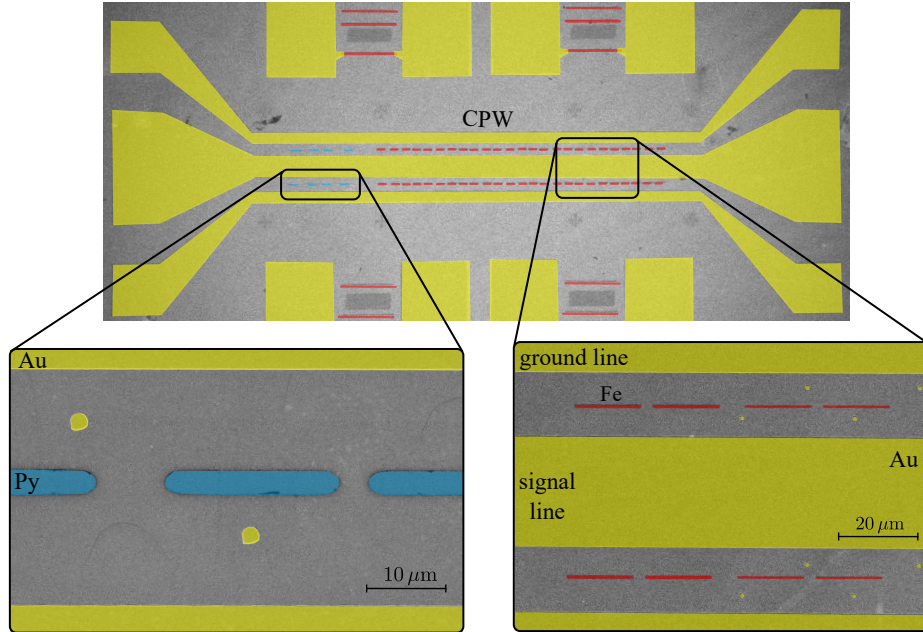 CPW
Au
Py
10 μm
ground line
Fe
Au
signal
line
20 μm